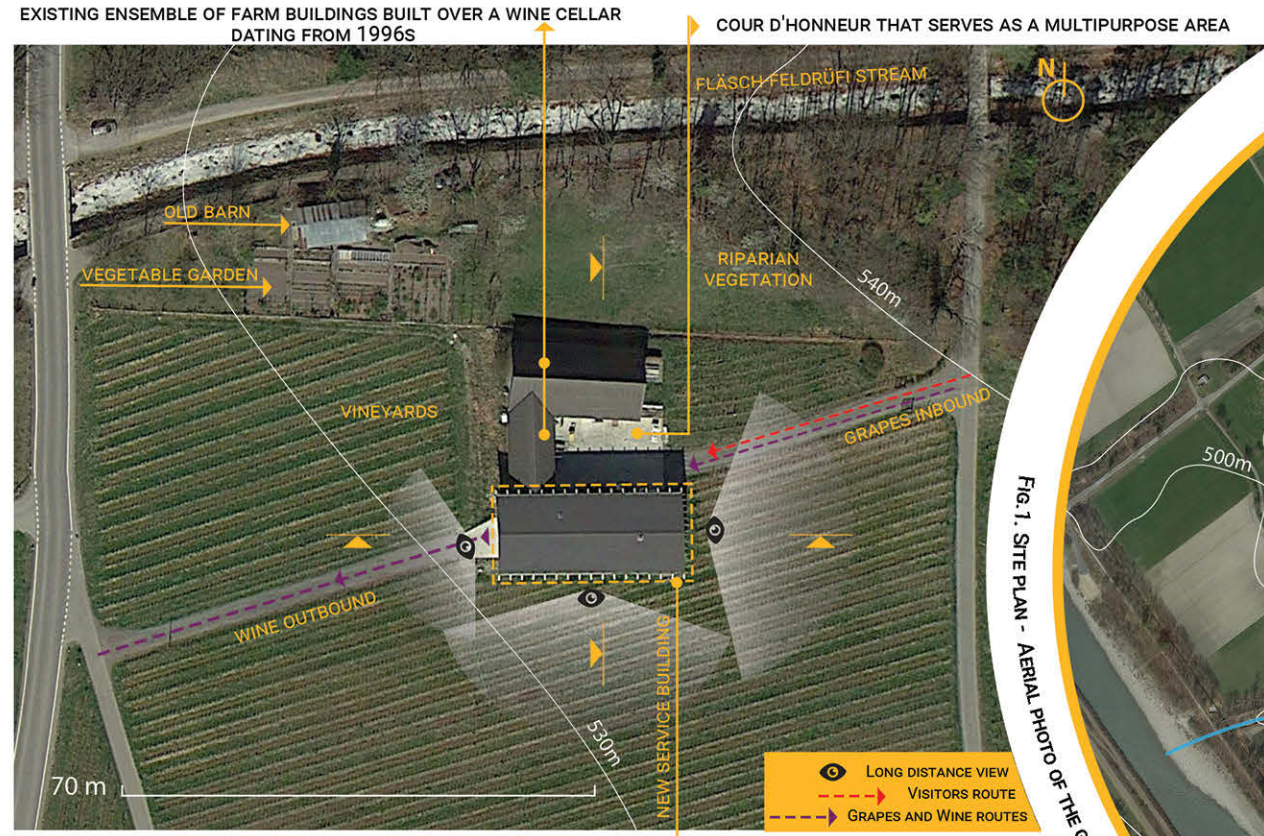 EXISTING ENSEMBLE OF FARM BUILDINGS BUILT OVER A WINE CELLAR
DATING FROM 1996S
COUR D'HONNEUR THAT SERVES AS A MULTIPURPOSE AREA
FLÄSCH-FELDRÜFI STREAM
N
OLD BARN
VEGETABLE GARDEN
RIPARIAN
VEGETATION
540m
VINEYARDS
GRAPES INBOUND
500m
WINE OUTBOUND
NEW SERVICE BUILDING
530m
70 m
LONG DISTANCE VIEW
VISITORS ROUTE
GRAPES AND WINE ROUTES
FIG.1. SITE PLAN - AERIAL PHOTO OF THE